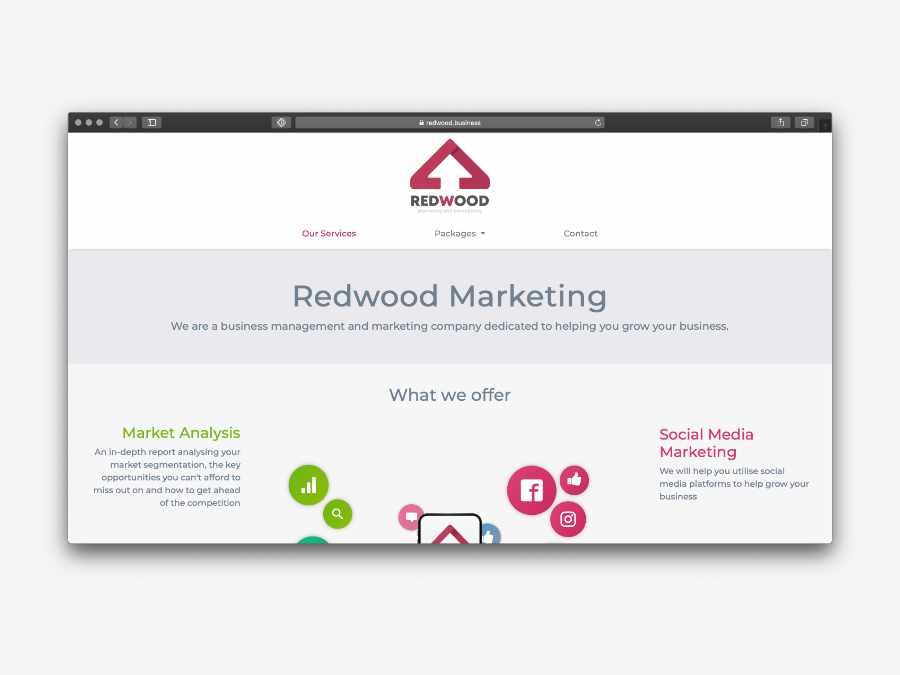 redwood.business
REDWOOD
Our Services
Packages
Contact
Redwood Marketing
We are a business management and marketing company dedicated to helping you grow your business.
What we offer
Market Analysis
An in-depth report analysing your
market segmentation, the key
opportunities you can't afford to
miss out on and how to get ahead
of the competition
Social Media
Marketing
We will help you utilise social
media platforms to help grow your
business